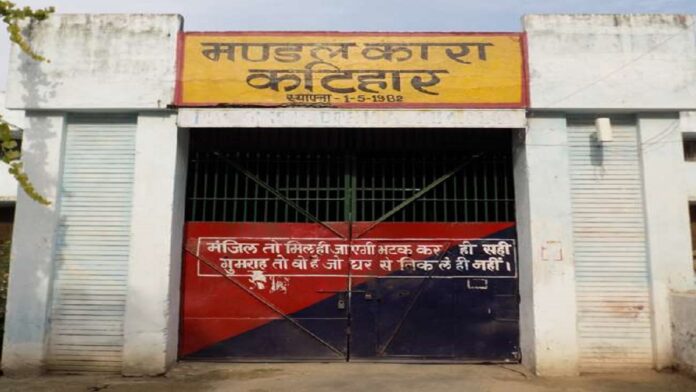 मण्डल कारा
कटिहार
स्थापना - 1-5-1982
मंजिल तो मिल ही जाएगी भटक कर ही सही
गुमराह तो वो है जो घर से निकले ही नहीं।